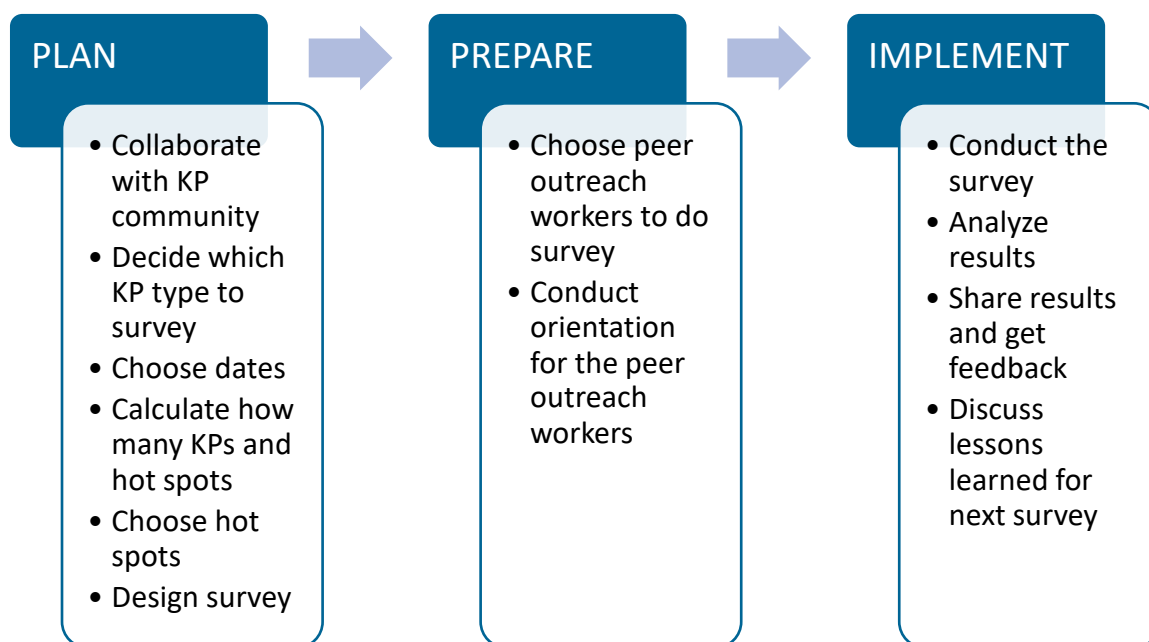 PLAN
• Collaborate
with KP
community
• Decide which
KP type to
survey
• Choose dates
• Calculate how
many KPs and
hot spots
• Choose hot
spots
• Design survey
PREPARE
• Choose peer
outreach
workers to do
survey
• Conduct
orientation
for the peer
outreach
workers
IMPLEMENT
• Conduct the
survey
• Analyze
results
• Share results
and get
feedback
• Discuss
lessons
learned for
next survey